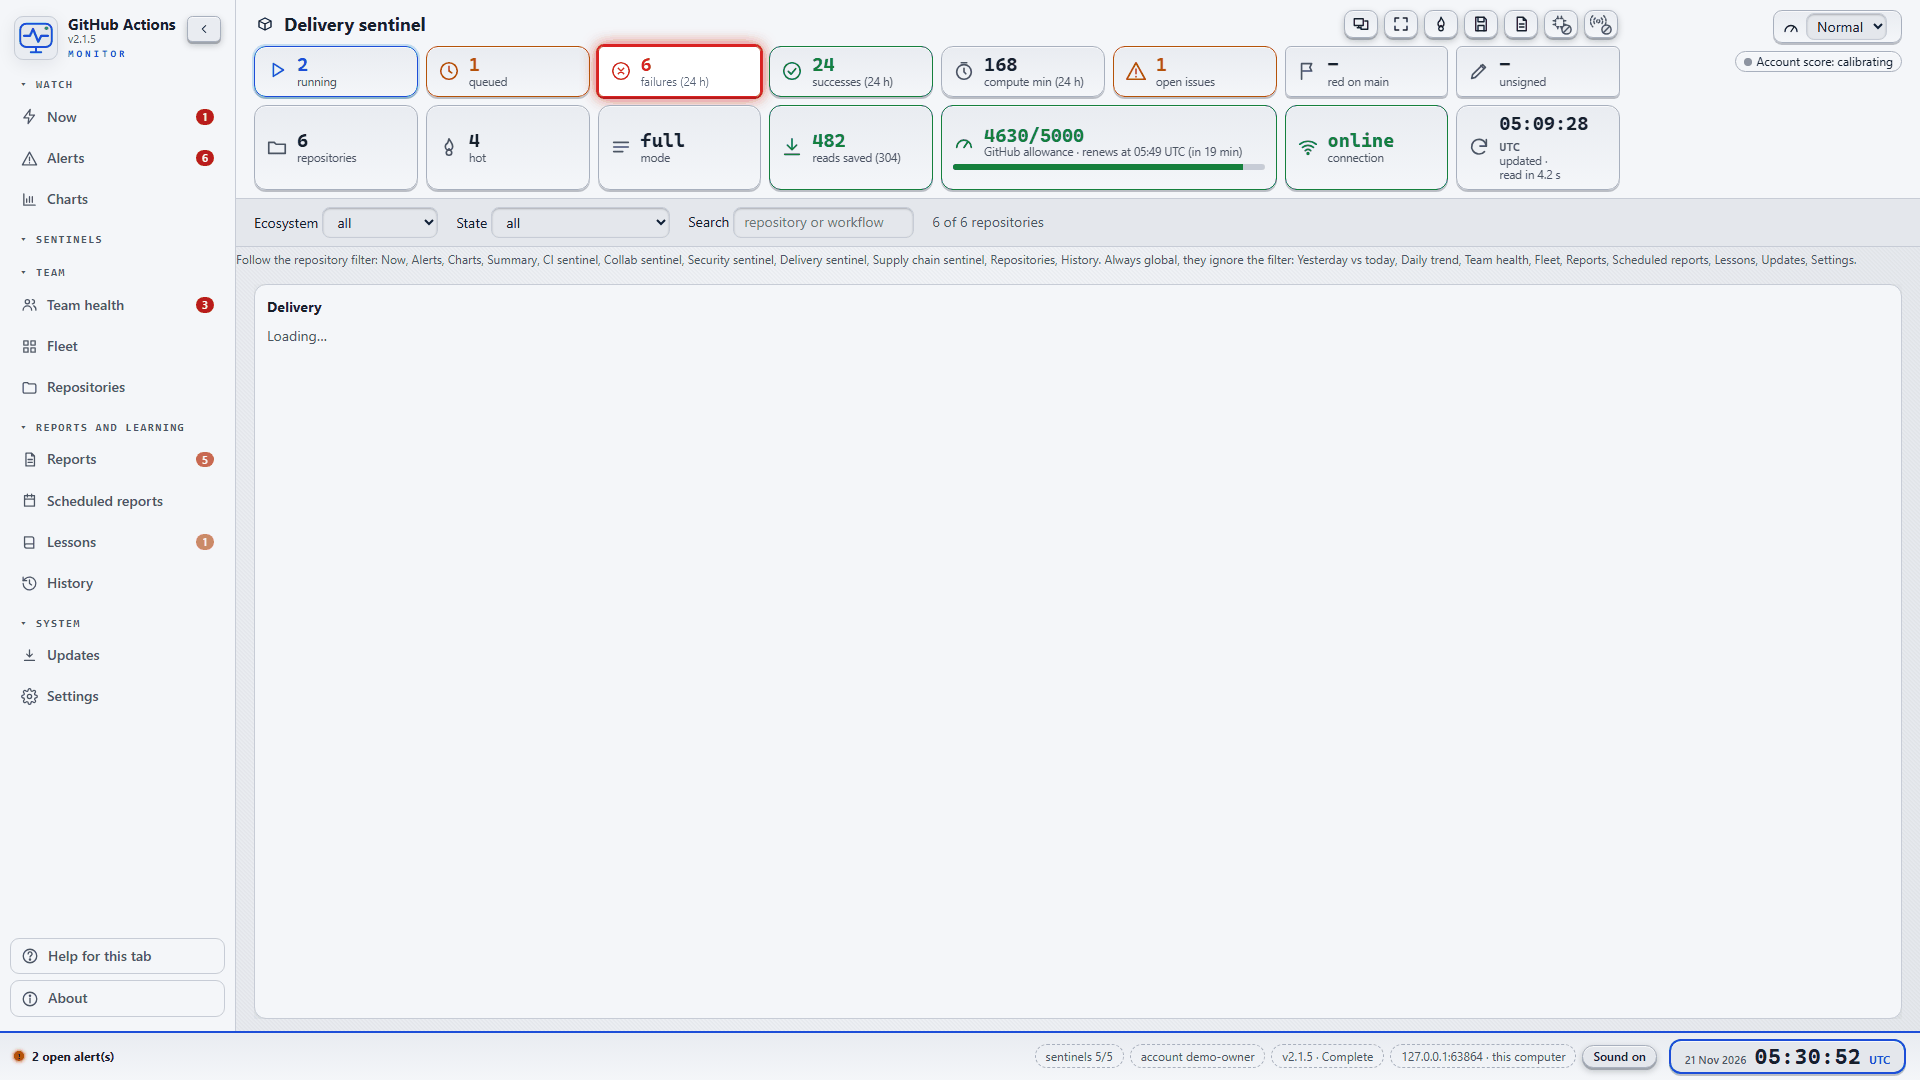 GitHub Actions
v2.1.5
MONITOR
WATCH
Now 1
Alerts 6
Charts
SENTINELS
TEAM
Team health 3
Fleet
Repositories
REPORTS AND LEARNING
Reports 5
Scheduled reports
Lessons 1
History
SYSTEM
Updates
Settings
Help for this tab
About
Delivery sentinel
Normal
Account score: calibrating
2
running
1
queued
6
failures (24 h)
24
successes (24 h)
168
compute min (24 h)
1
open issues
–
red on main
–
unsigned
6
repositories
4
hot
full
mode
482
reads saved (304)
4630/5000
GitHub allowance · renews at 05:49 UTC (in 19 min)
online
connection
05:09:28
UTC
updated ·
read in 4.2 s
Ecosystem all State all Search repository or workflow 6 of 6 repositories
Follow the repository filter: Now, Alerts, Charts, Summary, CI sentinel, Collab sentinel, Security sentinel, Delivery sentinel, Supply chain sentinel, Repositories, History. Always global, they ignore the filter: Yesterday vs today, Daily trend, Team health, Fleet, Reports, Scheduled reports, Lessons, Updates, Settings.
Delivery
Loading...
2 open alert(s)
sentinels 5/5
account demo-owner
v2.1.5 · Complete
127.0.0.1:63864 · this computer
Sound on
21 Nov 2026 05:30:52 UTC